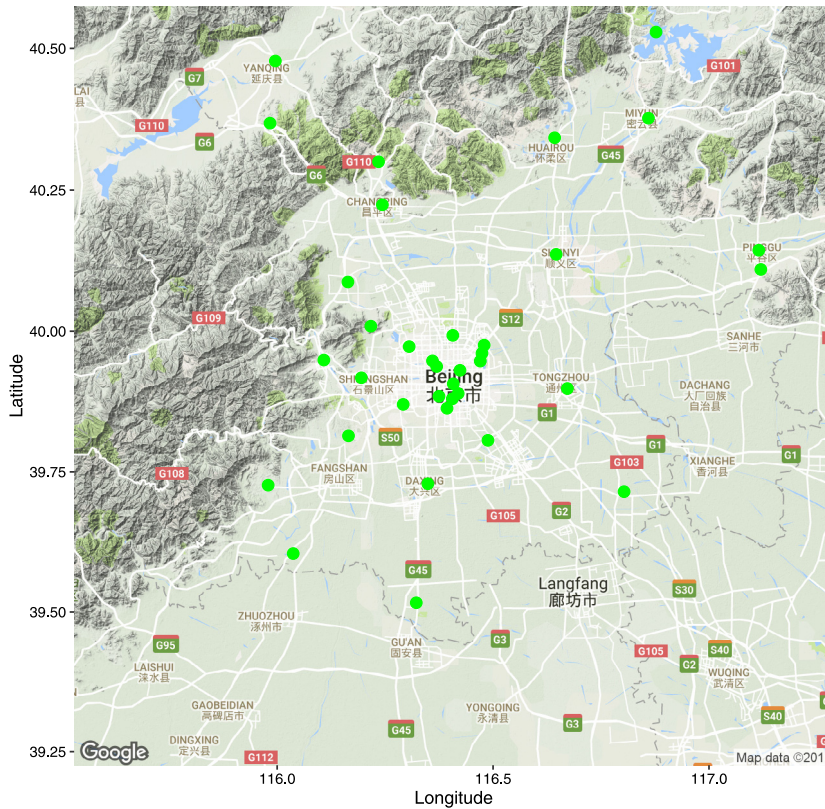 40.50
40.25
40.00
39.75
39.50
39.25
Latitude
116.0
116.5
117.0
Longitude
G7
YANQING
延庆县
G101
LAI
县
G110
G6
MIYUN
密云县
HUAIROU
怀柔区
G45
G110
G6
CHANGPING
昌平区
SHUNYI
顺义区
PINGGU
平谷区
G109
S12
SANHE
三河市
SHIJINGSHAN
石景山区
Beijing
北京市
TONGZHOU
通州区
DACHANG
大厂回族
自治县
G1
S50
G1
G1
G108
FANGSHAN
房山区
G103
XIANGHE
香河县
DAXING
大兴区
G105
G2
G45
Langfang
廊坊市
S30
ZHUOZHOU
涿州市
G95
GU'AN
固安县
G3
G105
S40
G2
WUQING
武清区
LAISHUI
涞水县
GAOBEIDIAN
高碑店市
YONGQING
永清县
G45
G3
S40
DINGXING
定兴县
G112
Google
Map data ©201